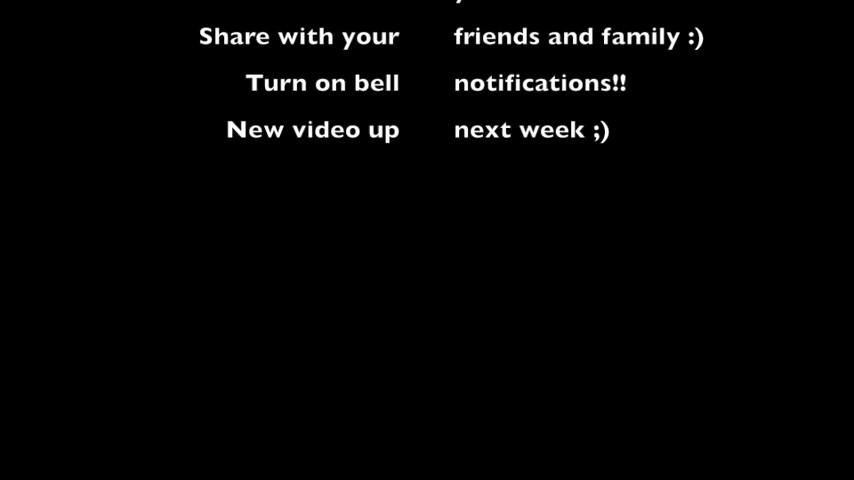 Share with your friends and family :)
Turn on bell notifications!!
New video up next week ;)